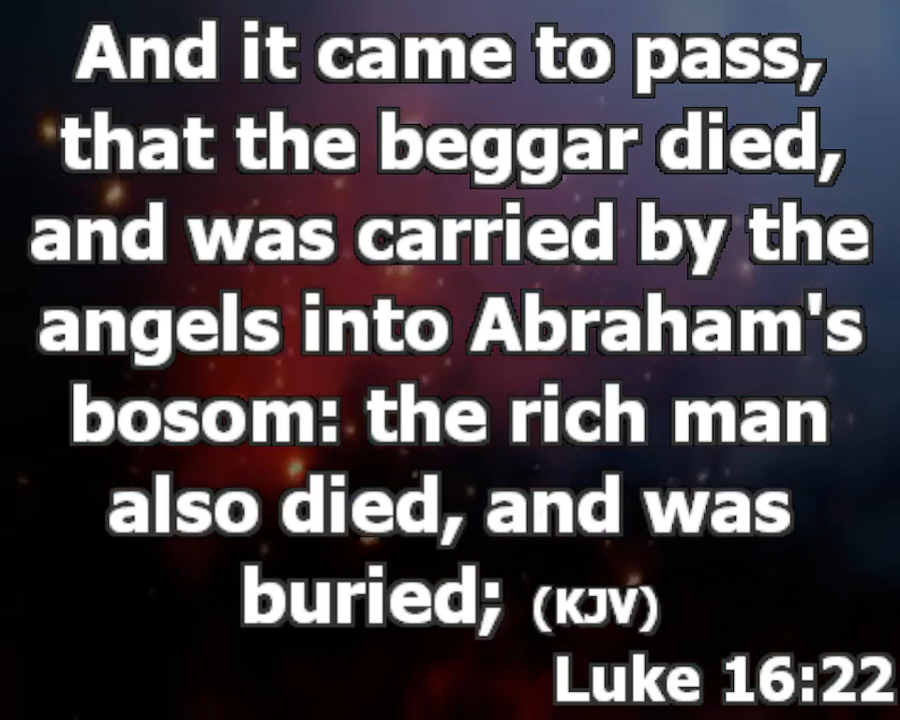 And it came to pass,
that the beggar died,
and was carried by the
angels into Abraham's
bosom: the rich man
also died, and was
buried; (KJV)
Luke 16:22